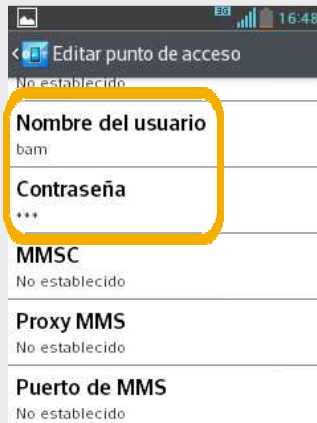 3G 16:48
Editar punto de acceso
No establecido
Nombre del usuario
bam
Contraseña
***
MMSC
No establecido
Proxy MMS
No establecido
Puerto de MMS
No establecido